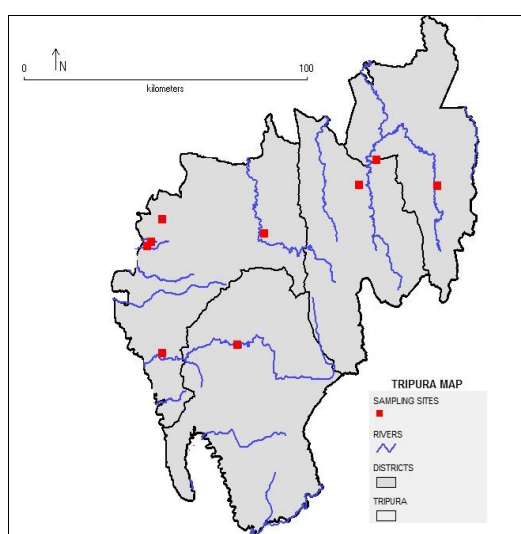 N
0 100
kilometers
TRIPURA MAP
SAMPLING SITES
RIVERS
DISTRICTS
TRIPURA